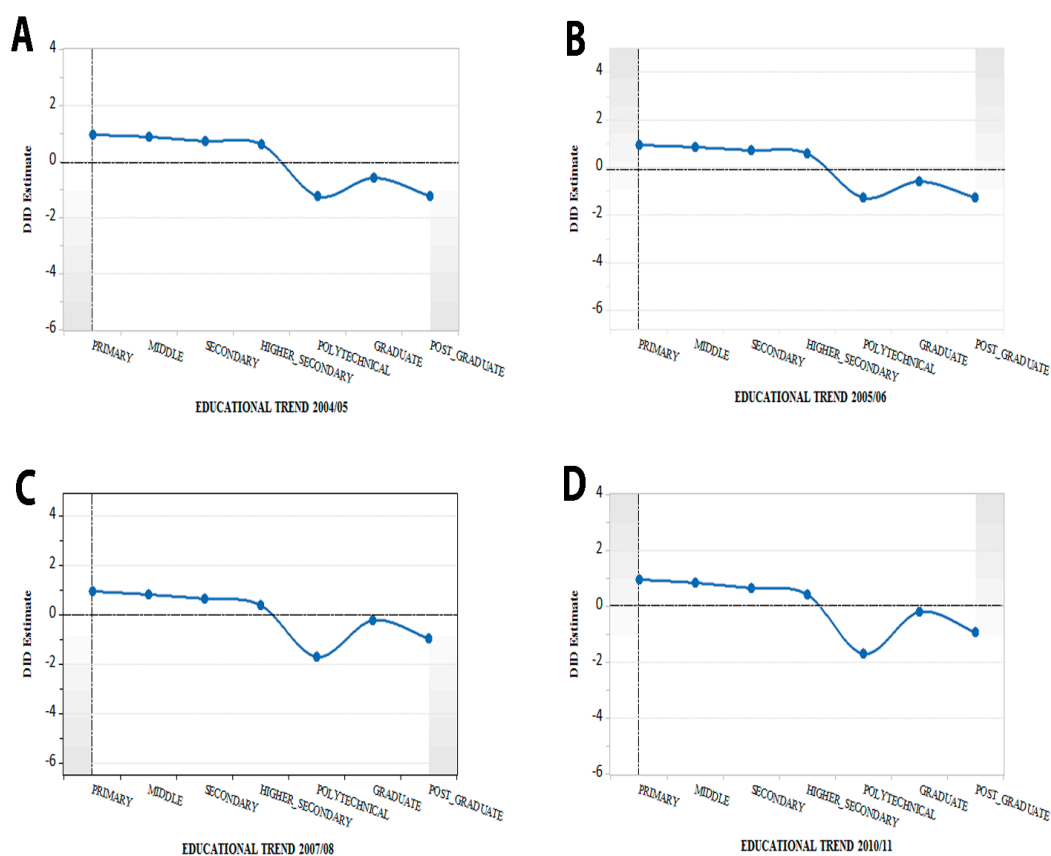 A
4
2
0
-2
-4
-6
DID Estimate
PRIMARY
MIDDLE
SECONDARY
HIGHER_SECONDARY
POLYTECHNICAL
GRADUATE
POST_GRADUATE
EDUCATIONAL TREND 2004/05
B
4
2
0
-2
-4
-6
DID Estimate
PRIMARY
MIDDLE
SECONDARY
HIGHER_SECONDARY
POLYTECHNICAL
GRADUATE
POST_GRADUATE
EDUCATIONAL TREND 2005/06
C
4
2
0
-2
-4
-6
DID Estimate
PRIMARY
MIDDLE
SECONDARY
HIGHER_SECONDARY
POLYTECHNICAL
GRADUATE
POST_GRADUATE
EDUCATIONAL TREND 2007/08
D
4
2
0
-2
-4
-6
DID Estimate
PRIMARY
MIDDLE
SECONDARY
HIGHER_SECONDARY
POLYTECHNICAL
GRADUATE
POST_GRADUATE
EDUCATIONAL TREND 2010/11